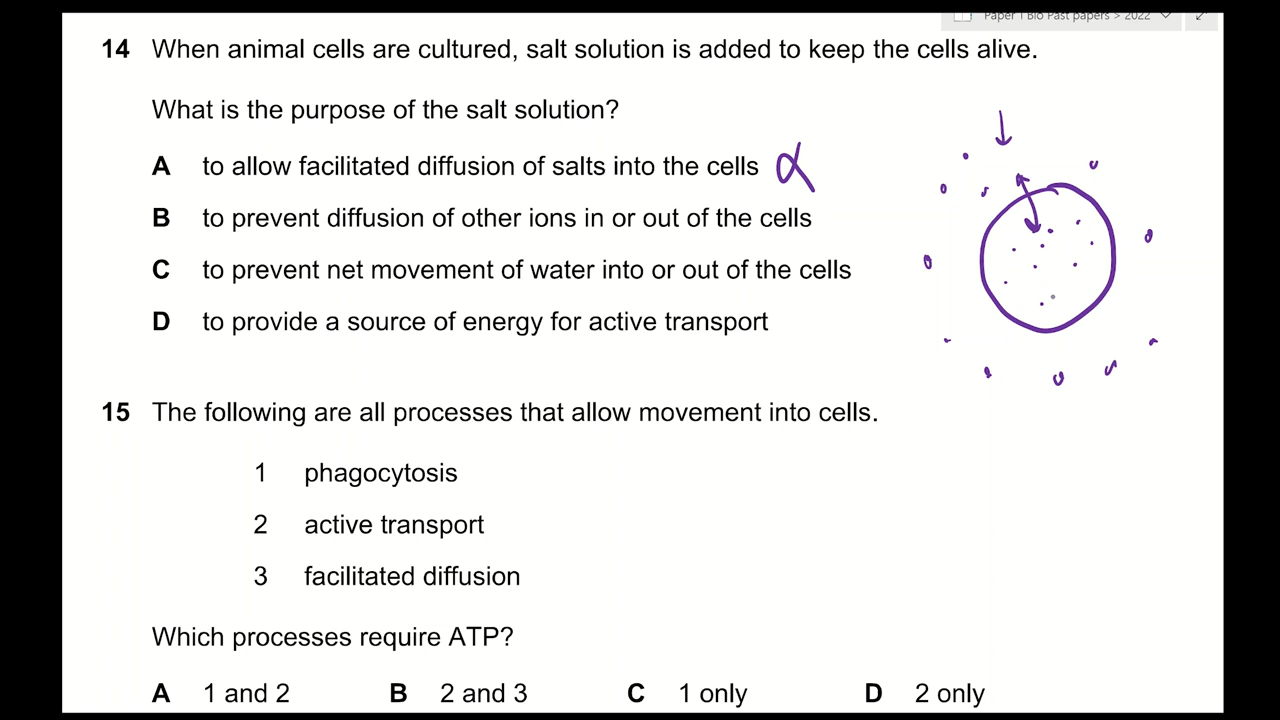 Paper 1 Bio Past papers > 2022
14 When animal cells are cultured, salt solution is added to keep the cells alive.
What is the purpose of the salt solution?
A to allow facilitated diffusion of salts into the cells
B to prevent diffusion of other ions in or out of the cells
C to prevent net movement of water into or out of the cells
D to provide a source of energy for active transport
15 The following are all processes that allow movement into cells.
1 phagocytosis
2 active transport
3 facilitated diffusion
Which processes require ATP?
A 1 and 2 B 2 and 3 C 1 only D 2 only